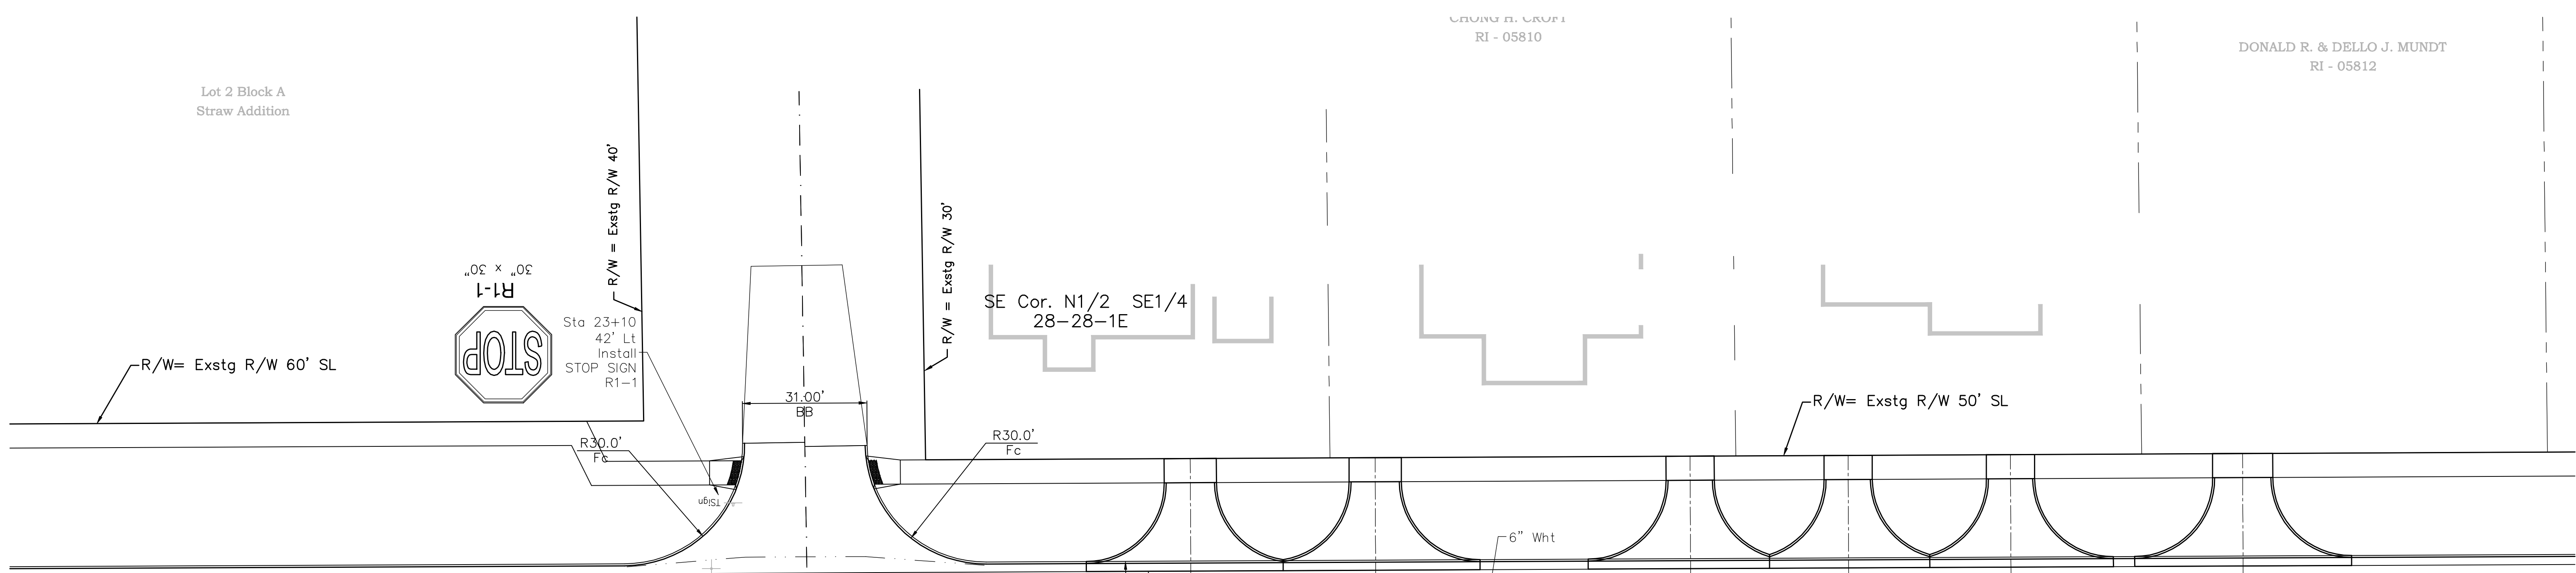 CHONG H. CROFT
RI - 05810
DONALD R. & DELLO J. MUNDT
RI - 05812
Lot 2 Block A
Straw Addition
R/W = Exstg R/W 40'
R/W = Exstg R/W 30'
30" x 30"
R1-1
STOP
Sta 23+10
42' Lt
Install
STOP SIGN
R1-1
SE Cor. N1/2 SE1/4
28-28-1E
R/W= Exstg R/W 60' SL
31.00'
BB
R/W= Exstg R/W 50' SL
R30.0'
Fc
R30.0'
Fc
TSign
6" Wht